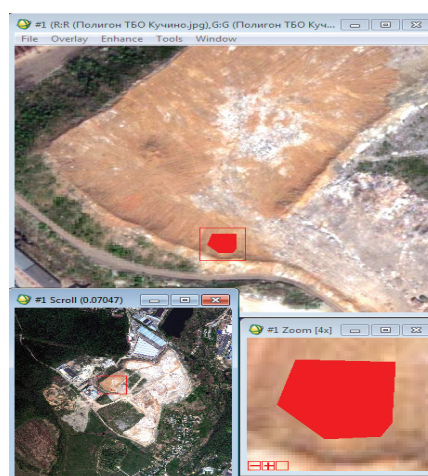 #1 (R:R (Полигон ТБО Кучино.jpg),G:G (Полигон ТБО Куч...
File Overlay Enhance Tools Window
#1 Scroll (0.07047)
#1 Zoom [4x]